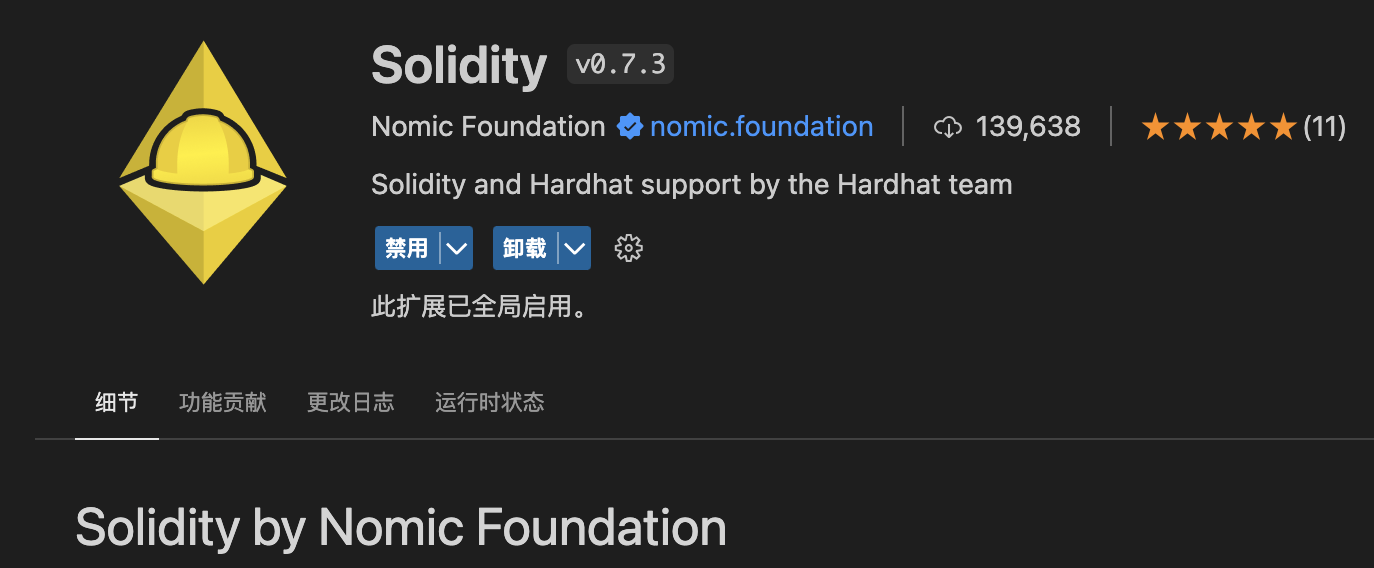 Solidity v0.7.3
Nomic Foundation nomic.foundation 139,638 (11)
Solidity and Hardhat support by the Hardhat team
禁用 卸载
此扩展已全局启用。
细节 功能贡献 更改日志 运行时状态
Solidity by Nomic Foundation